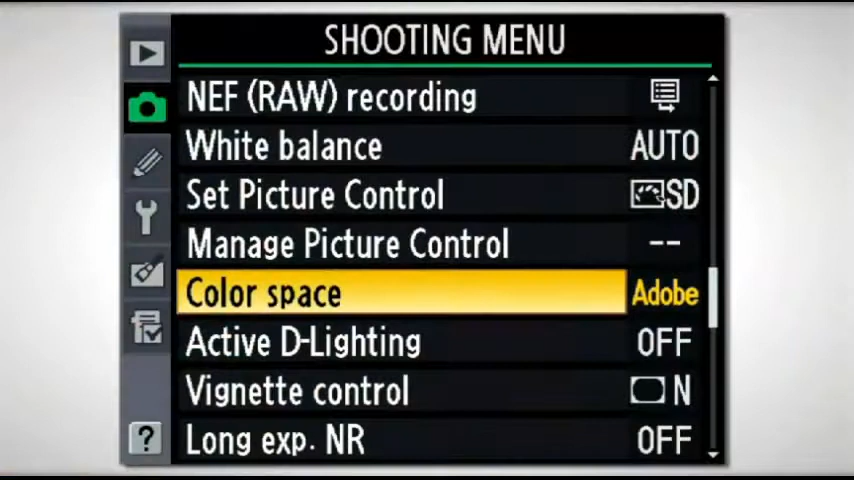 SHOOTING MENU
NEF (RAW) recording
White balance AUTO
Set Picture Control SD
Manage Picture Control --
Color space Adobe
Active D-Lighting OFF
Vignette control N
Long exp. NR OFF
?